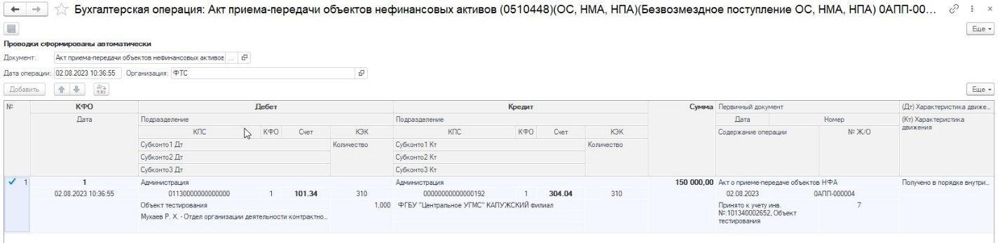 Бухгалтерская операция: Акт приема-передачи объектов нефинансовых активов (0510448)(ОС, НМА, НПА)(Безвозмездное поступление ОС, НМА, НПА) 0АПП-00...
Еще
Проводки сформированы автоматически
Документ: Акт приема-передачи объектов нефинансовых активов ...
Дата операции: 02.08.2023 10:36:55 Организация: ФТС
Добавить Еще
№ КФО Дебет Кредит Сумма Первичный документ (Дт) Характеристика движе...
Дата Подразделение Подразделение Дата Номер (Кт) Характеристика движения
КПС КФО Счет КЭК КПС КФО Счет КЭК Содержание операции № Ж/О
Субконто1 Дт Количество Субконто1 Кт Количество
Субконто2 Дт Субконто2 Кт
Субконто3 Дт Субконто3 Кт
1 1 Администрация Администрация 150 000,00 Акт о приеме-передаче объектов НФА Получено в порядке внутри...
02.08.2023 10:36:55 01130000000000000 1 101.34 310 00000000000000192 1 304.04 310 02.08.2023 0АПП-000004
Объект тестирования 1,000 ФГБУ "Центральное УГМС" КАЛУЖСКИЙ филиал Принято к учету инв. 7
Мухаев Р. Х. - Отдел организации деятельности контрактно... №:101340002652, Объект
тестирования